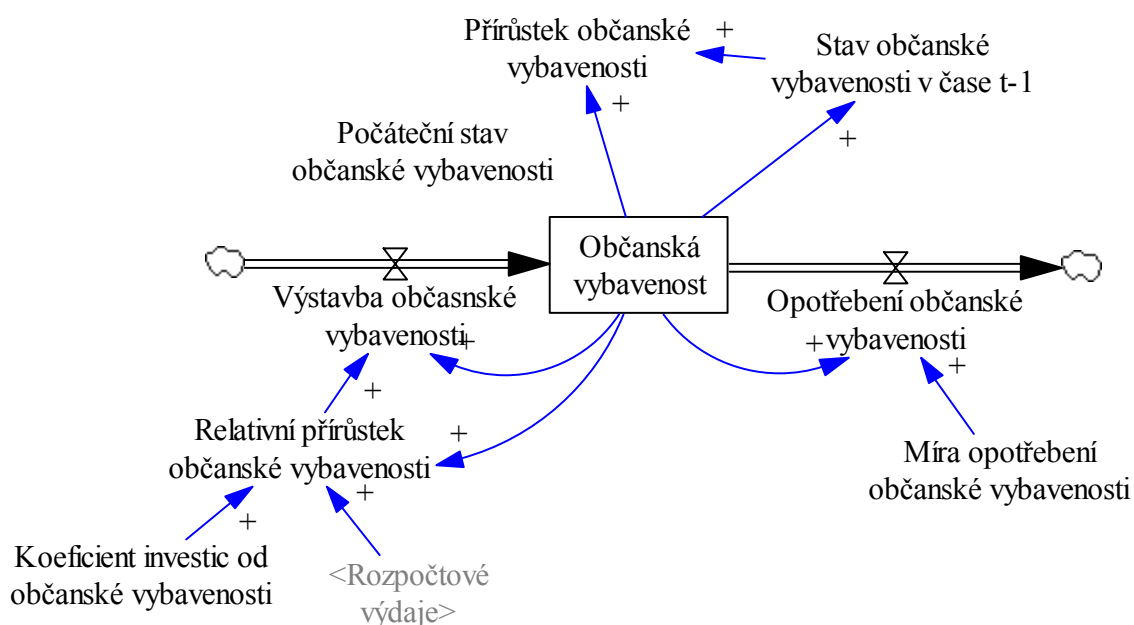 Přírůstek občanské
vybavenosti
+
Stav občanské
vybavenosti v čase t-1
+
+
Počáteční stav
občanské vybavenosti
Občanská
vybavenost
Výstavba občasnské
vybavenosti
+
Opotřebení občanské
vybavenosti
+
+
+
Relativní přírůstek
občanské vybavenosti
+
Míra opotřebení
občanské vybavenosti
+
+
Koeficient investic od
občanské vybavenosti
<Rozpočtové
výdaje>